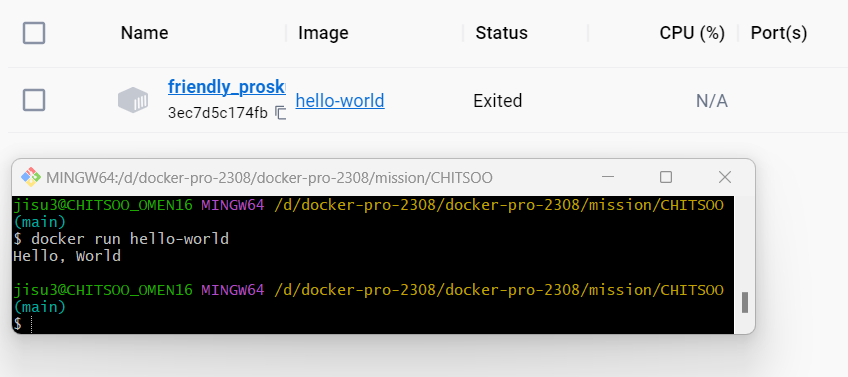 Name Image Status CPU (%) Port(s)
friendly_prosk
hello-world Exited N/A
3ec7d5c174fb
MINGW64:/d/docker-pro-2308/docker-pro-2308/mission/CHITSOO
jisu3@CHITSOO_OMEN16 MINGW64 /d/docker-pro-2308/docker-pro-2308/mission/CHITSOO
(main)
$ docker run hello-world
Hello, World
jisu3@CHITSOO_OMEN16 MINGW64 /d/docker-pro-2308/docker-pro-2308/mission/CHITSOO
(main)
$